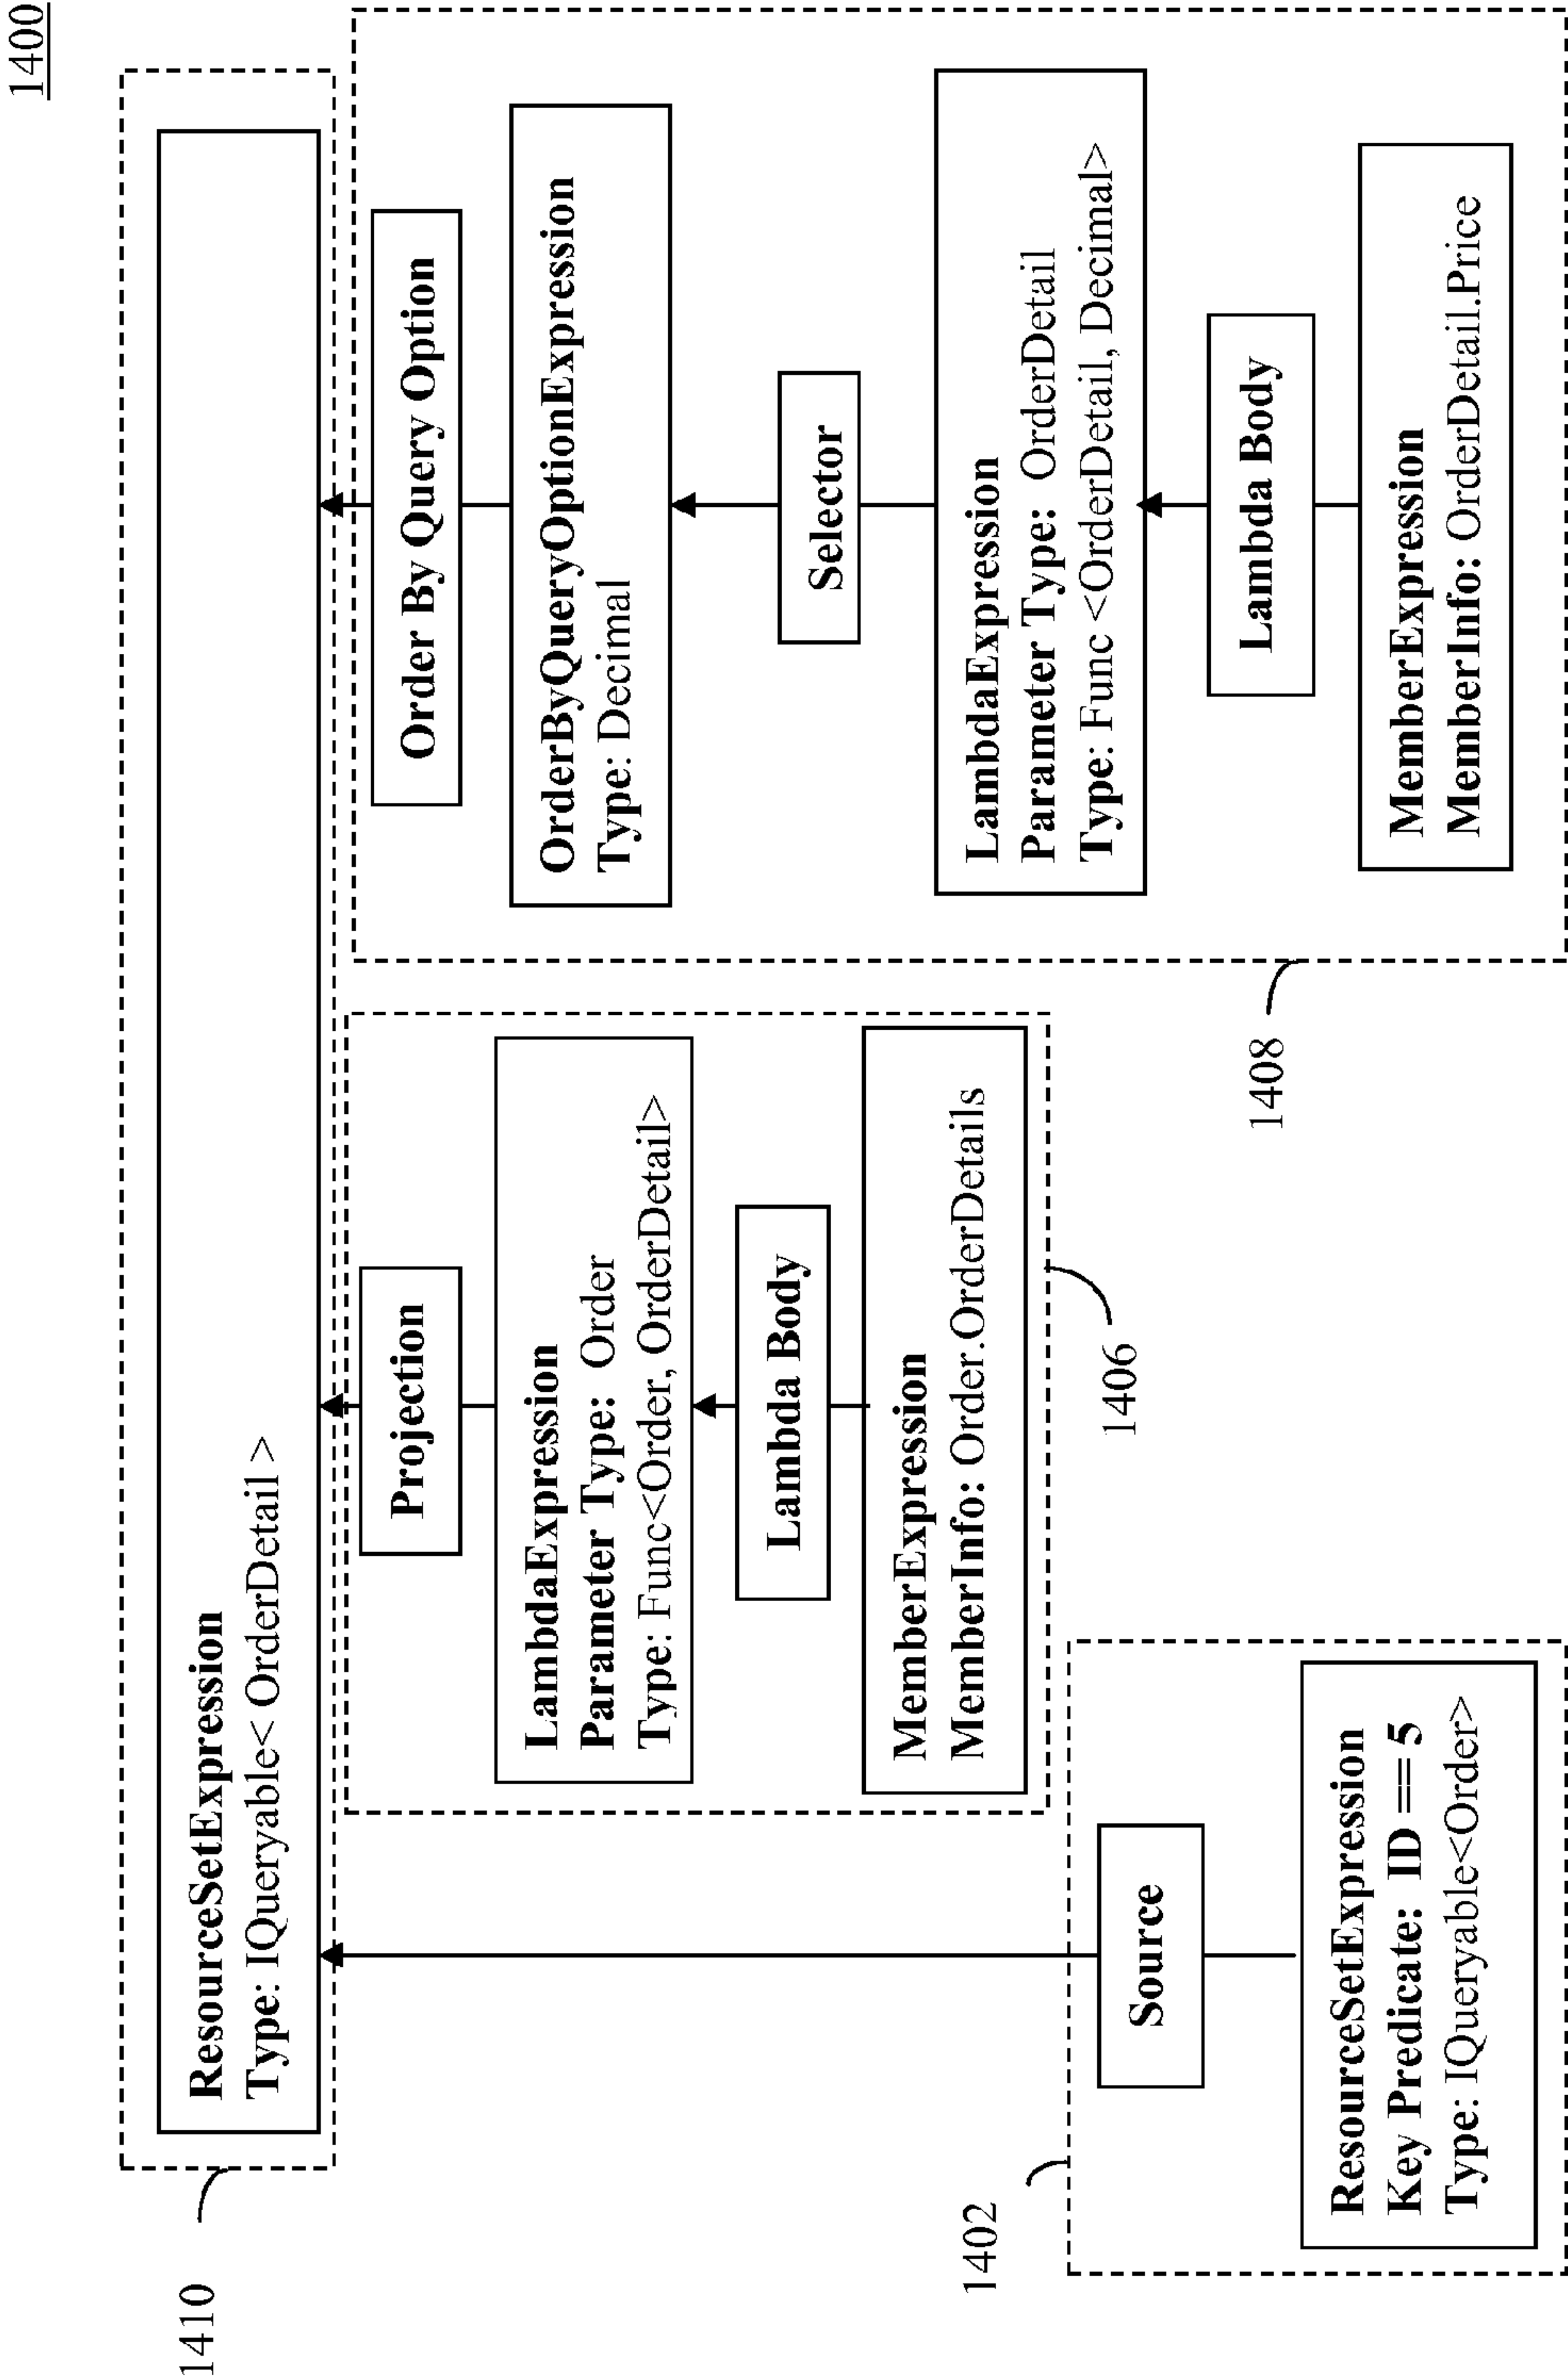 1400
1410
ResourceSetExpression
Type: IQueryable< OrderDetail >
1402
Source
ResourceSetExpression
Key Predicate: ID == 5
Type: IQueryable<Order>
Projection
LambdaExpression
Parameter Type: Order
Type: Func<Order, OrderDetail>
Lambda Body
MemberExpression
MemberInfo: Order.OrderDetails
1406
Order By Query Option
OrderByQueryOptionExpression
Type: Decimal
Selector
LambdaExpression
Parameter Type: OrderDetail
Type: Func <OrderDetail, Decimal>
Lambda Body
MemberExpression
MemberInfo: OrderDetail.Price
1408